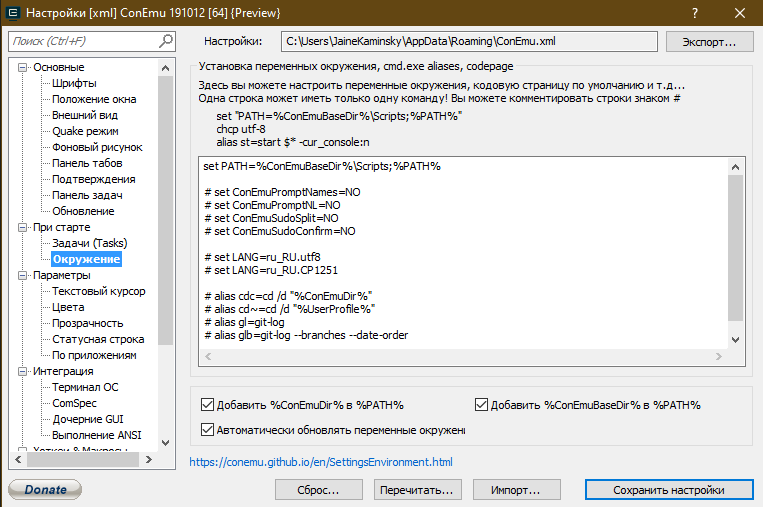 Настройки [xml] ConEmu 191012 [64] {Preview}
Поиск (Ctrl+F)
Настройки:
C:\Users\JaineKaminsky\AppData\Roaming\ConEmu.xml
Экспорт...
Основные
Шрифты
Положение окна
Внешний вид
Quake режим
Фоновый рисунок
Панель табов
Подтверждения
Панель задач
Обновление
При старте
Задачи (Tasks)
Окружение
Параметры
Текстовый курсор
Цвета
Прозрачность
Статусная строка
По приложениям
Интеграция
Терминал ОС
ComSpec
Дочерние GUI
Выполнение ANSI
Хоткеи & Макросы
Установка переменных окружения, cmd.exe aliases, codepage
Здесь вы можете настроить переменные окружения, кодовую страницу по умолчанию и т.д...
Одна строка может иметь только одну команду! Вы можете комментировать строки знаком #
set "PATH=%ConEmuBaseDir%\Scripts;%PATH%"
chcp utf-8
alias st=start $* -cur_console:n
set PATH=%ConEmuBaseDir%\Scripts;%PATH%
# set ConEmuPromptNames=NO
# set ConEmuPromptNL=NO
# set ConEmuSudoSplit=NO
# set ConEmuSudoConfirm=NO
# set LANG=ru_RU.utf8
# set LANG=ru_RU.CP1251
# alias cdc=cd /d "%ConEmuDir%"
# alias cd~=cd /d "%UserProfile%"
# alias gl=git-log
# alias glb=git-log --branches --date-order
Добавить %ConEmuDir% в %PATH%
Добавить %ConEmuBaseDir% в %PATH%
Автоматически обновлять переменные окружени
https://conemu.github.io/en/SettingsEnvironment.html
Donate
Сброс...
Перечитать...
Импорт...
Сохранить настройки